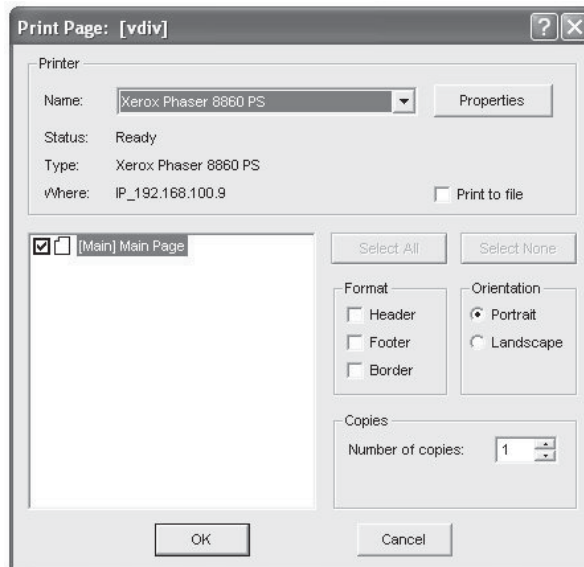 Print Page: [vdiv]
Printer
Name: Xerox Phaser 8860 PS Properties
Status: Ready
Type: Xerox Phaser 8860 PS
Where: IP_192.168.100.9 Print to file
[Main] Main Page
Select All Select None
Format Orientation
Header Portrait
Footer Landscape
Border
Copies
Number of copies: 1
OK Cancel